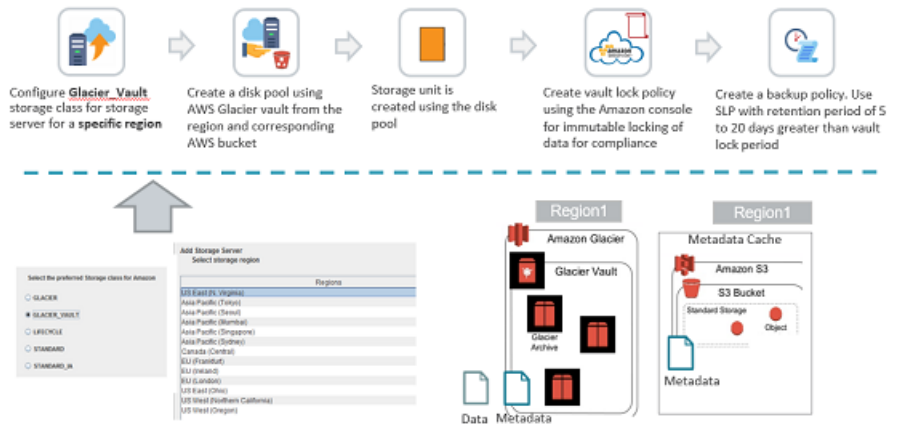 Configure Glacier_Vault
storage class for storage
server for a specific region
Create a disk pool using
AWS Glacier vault from the
region and corresponding
AWS bucket
Storage unit is
created using the disk
pool
amazon
Create vault lock policy
using the Amazon console
for immutable locking of
data for compliance
Create a backup policy. Use
SLP with retention period of 5
to 20 days greater than vault
lock period
Select the preferred Storage class for Amazon
GLACIER
GLACIER_VAULT
LIFECYCLE
STANDARD
STANDARD_IA
Add Storage Server
Select storage region
Regions
US East (N. Virginia)
Asia Pacific (Tokyo)
Asia Pacific (Seoul)
Asia Pacific (Mumbai)
Asia Pacific (Singapore)
Asia Pacific (Sydney)
Canada (Central)
EU (Frankfurt)
EU (Ireland)
EU (London)
US East (Ohio)
US West (Northern California)
US West (Oregon)
Region1
Amazon Glacier
Glacier Vault
Glacier
Archive
Data
Metadata
Region1
Metadata Cache
Amazon S3
S3 Bucket
Standard Storage
Object
Metadata